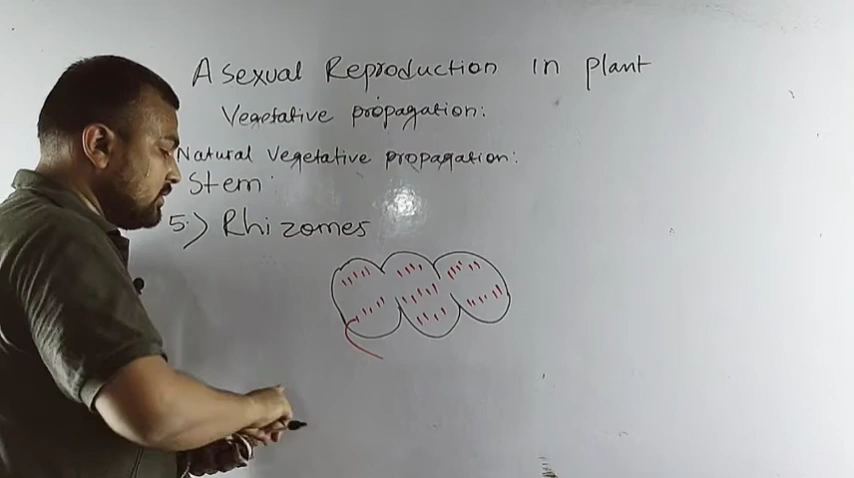 Asexual Reproduction in plant
Vegetative propagation:
Natural Vegetative propagation:
Stem:
5.) Rhizomes